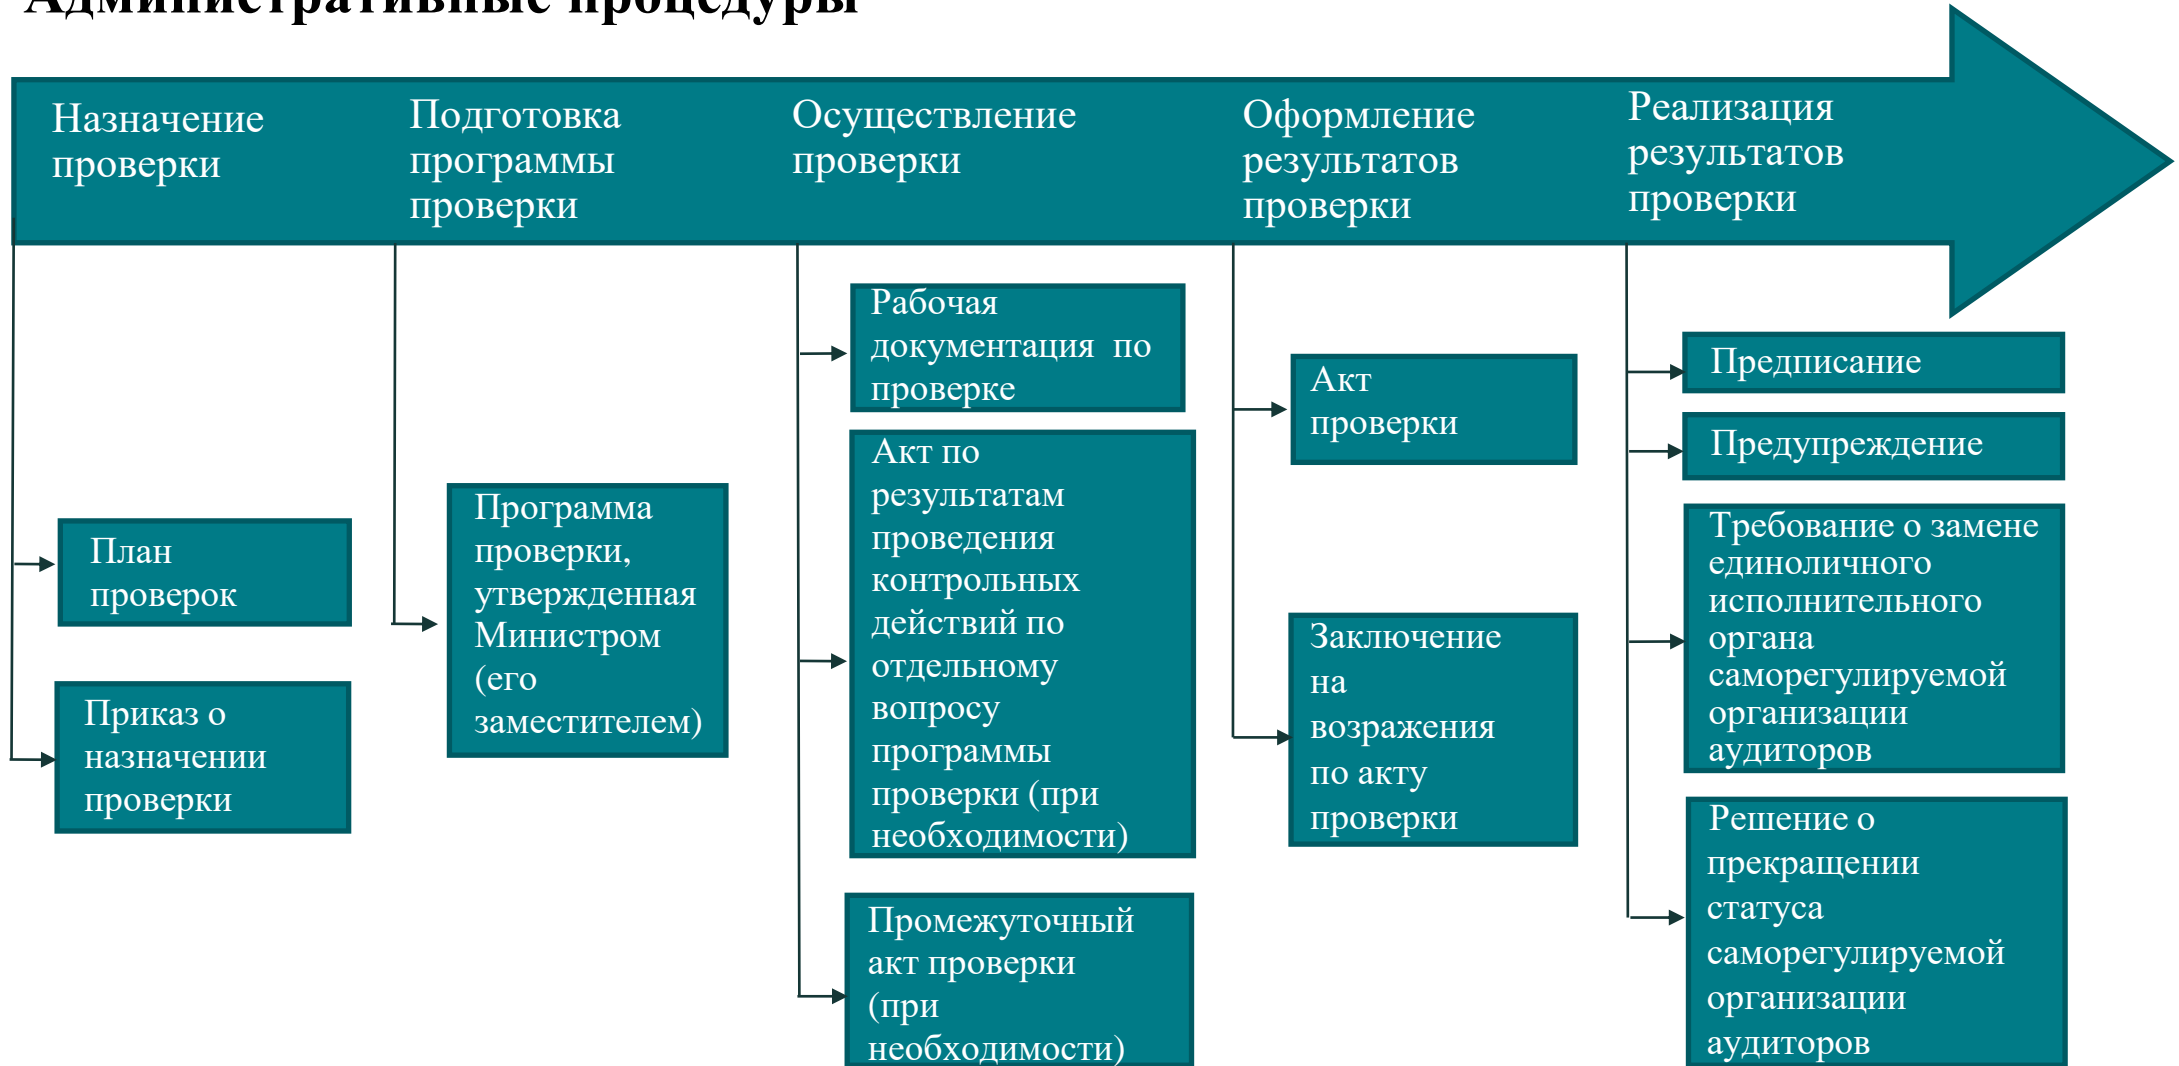 Административные процедуры
Назначение
проверки
Подготовка
программы
проверки
Осуществление
проверки
Оформление
результатов
проверки
Реализация
результатов
проверки
План
проверок
Приказ о
назначении
проверки
Программа
проверки,
утвержденная
Министром
(его
заместителем)
Рабочая
документация по
проверке
Акт по
результатам
проведения
контрольных
действий по
отдельному
вопросу
программы
проверки (при
необходимости)
Промежуточный
акт проверки
(при
необходимости)
Акт
проверки
Заключение
на
возражения
по акту
проверки
Предписание
Предупреждение
Требование о замене
единоличного
исполнительного
органа
саморегулируемой
организации
аудиторов
Решение о
прекращении
статуса
саморегулируемой
организации
аудиторов